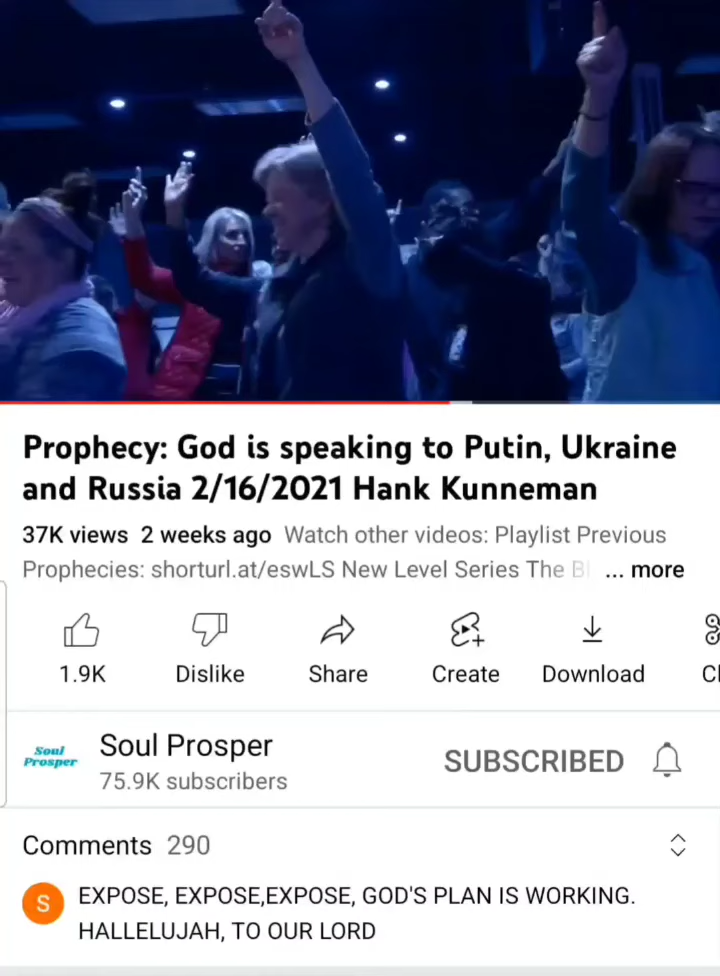 Prophecy: God is speaking to Putin, Ukraine
and Russia 2/16/2021 Hank Kunneman
37K views 2 weeks ago Watch other videos: Playlist Previous
Prophecies: shorturl.at/eswLS New Level Series The ... more
1.9K Dislike Share Create Download
Soul Prosper
Soul Prosper
75.9K subscribers
SUBSCRIBED
Comments 290
S
EXPOSE, EXPOSE,EXPOSE, GOD'S PLAN IS WORKING.
HALLELUJAH, TO OUR LORD